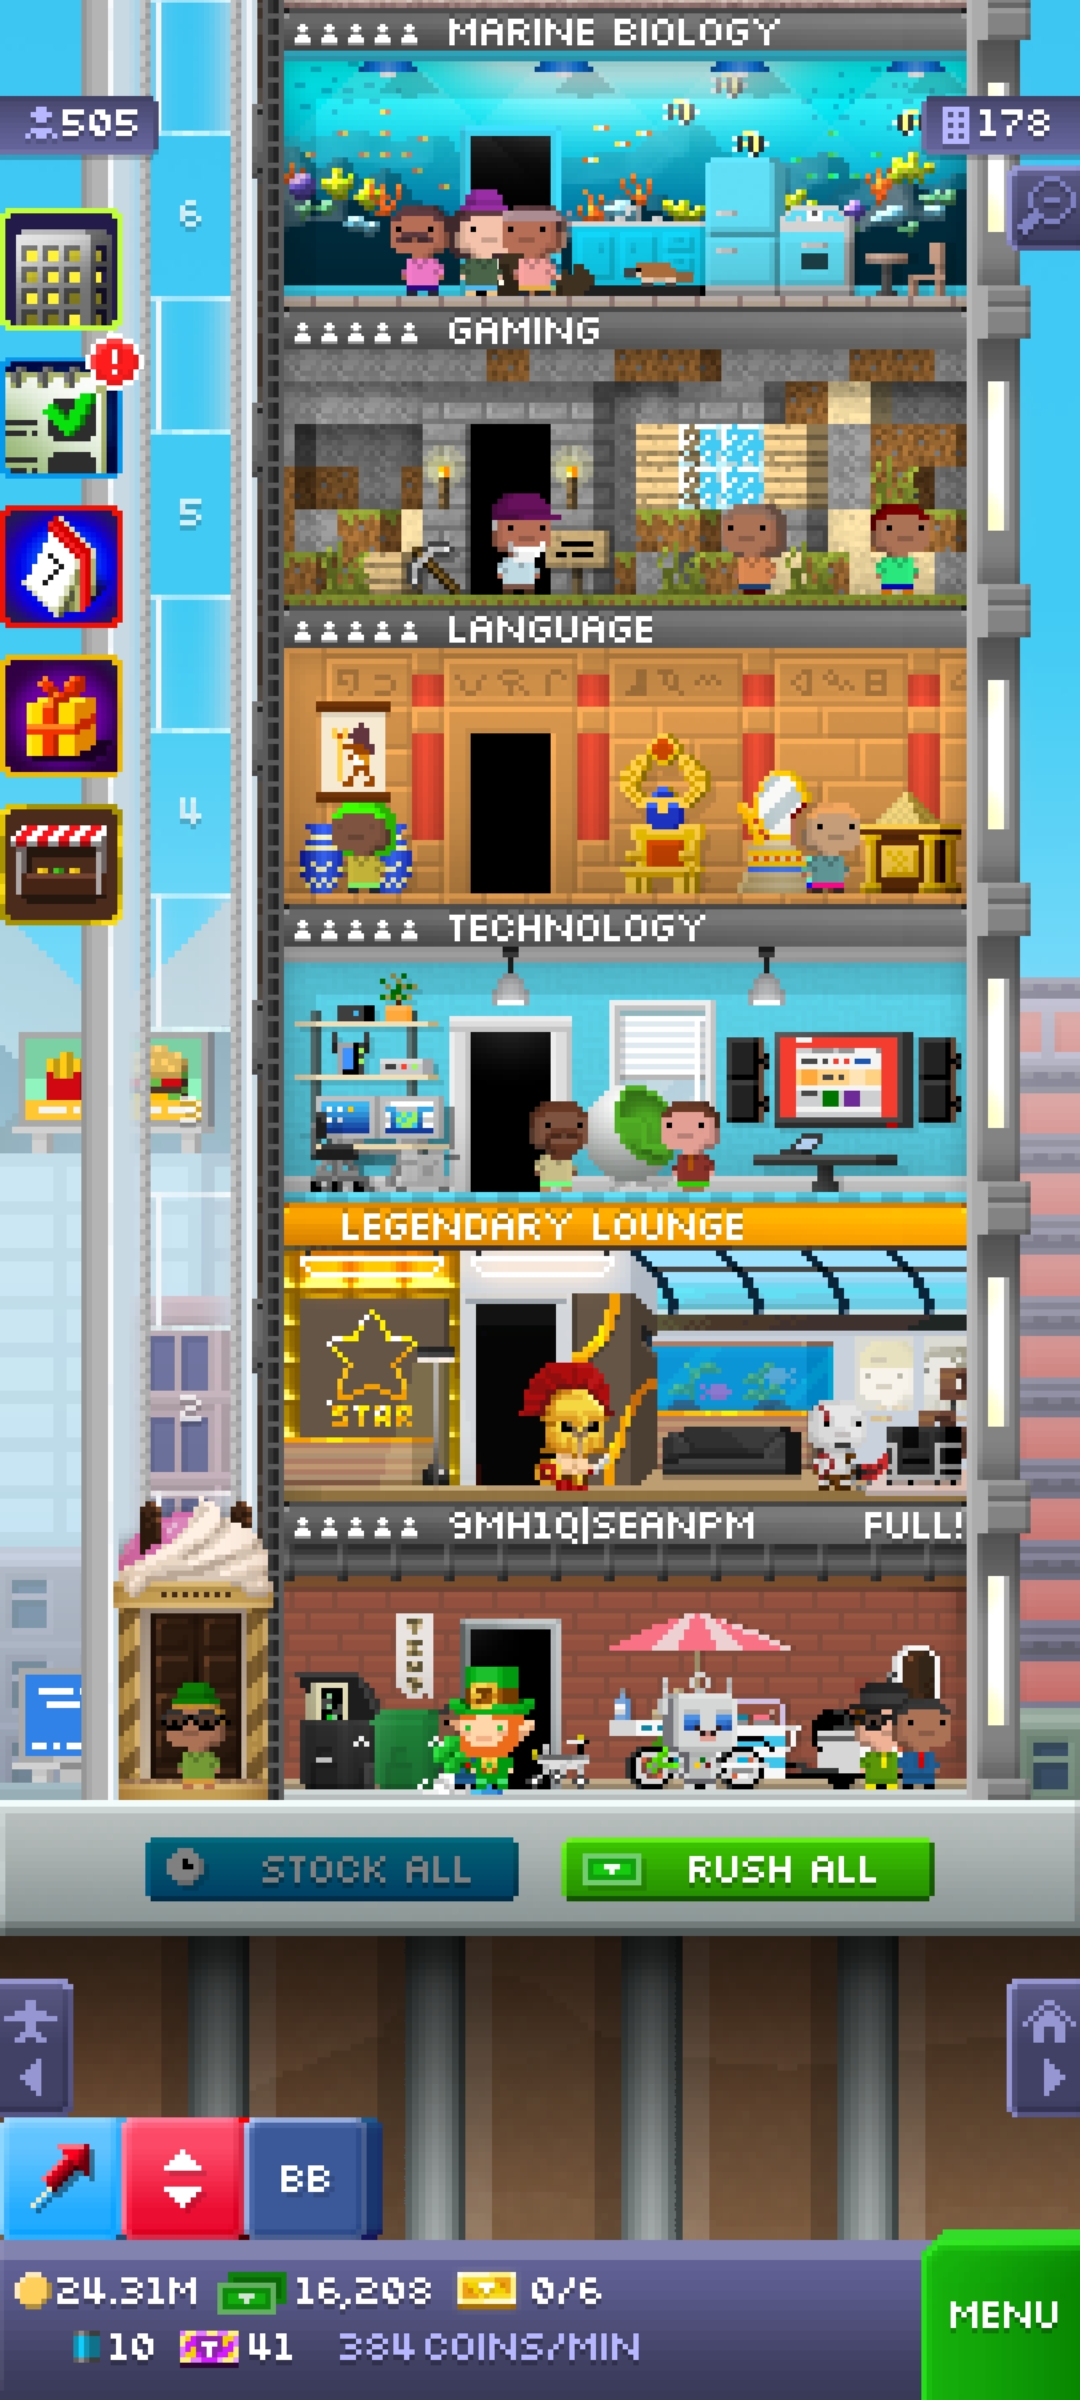 MARINE BIOLOGY
505
178
6
GAMING
7
5
LANGUAGE
4
TECHNOLOGY
LEGENDARY LOUNGE
STAR
2
9MH1Q|SEANPM FULL!
STOCK ALL
RUSH ALL
BB
24.31M 16,208 0/6
10 T 41 384 COINS/MIN
MENU